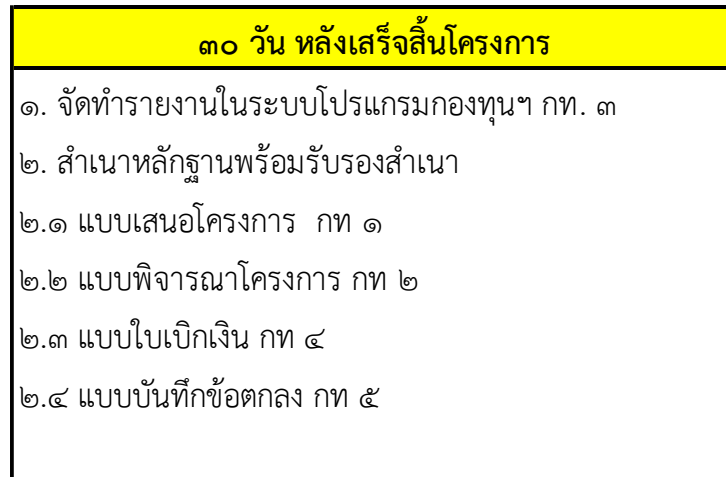 ๓๐ วัน หลังเสร็จสิ้นโครงการ
๑. จัดทำรายงานในระบบโปรแกรมกองทุนฯ กท. ๓
๒. สำเนาหลักฐานพร้อมรับรองสำเนา
๒.๑ แบบเสนอโครงการ กท ๑
๒.๒ แบบพิจารณาโครงการ กท ๒
๒.๓ แบบใบเบิกเงิน กท ๔
๒.๔ แบบบันทึกข้อตกลง กท ๕